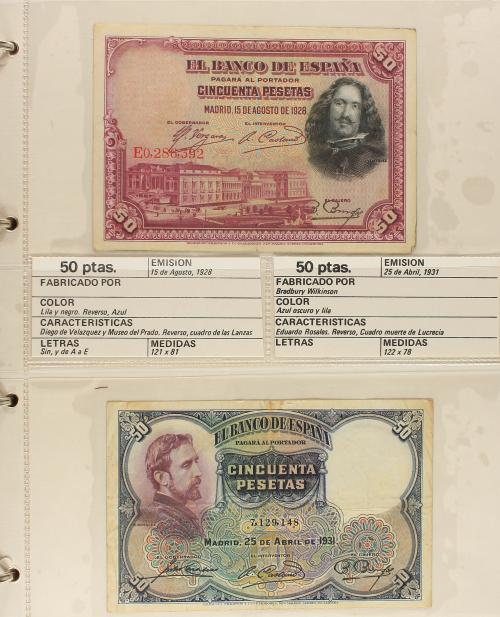 50 50
EL BANCO DE ESPAÑA
PAGARÁ AL PORTADOR
CINCUENTA PESETAS
MADRID, 15 DE AGOSTO DE 1928
EL GOBERNADOR EL INTERVENTOR
E0,286,392
EL CAJERO
50 50
50 ptas. EMISION
15 de Agosto, 1928
FABRICADO POR
COLOR
Lila y negro. Reverso, Azul
CARACTERISTICAS
Diego de Velazquez y Museo del Prado. Reverso, cuadro de las Lanzas
LETRAS MEDIDAS
Sin, y de A a E 121 x 81
50 ptas. EMISION
25 de Abril, 1931
FABRICADO POR
Bradbury Wilkinson
COLOR
Azul oscuro y lila
CARACTERISTICAS
Eduardo Rosales. Reverso, Cuadro muerte de Lucrecia
LETRAS MEDIDAS
122 x 78
50 50
EL BANCO DE ESPAÑA
PAGARÁ AL PORTADOR
CINCUENTA
PESETAS
7,129,148
MADRID, 25 DE ABRIL DE 1931
EL GOBERNADOR EL INTERVENTOR EL CAJERO
50 50